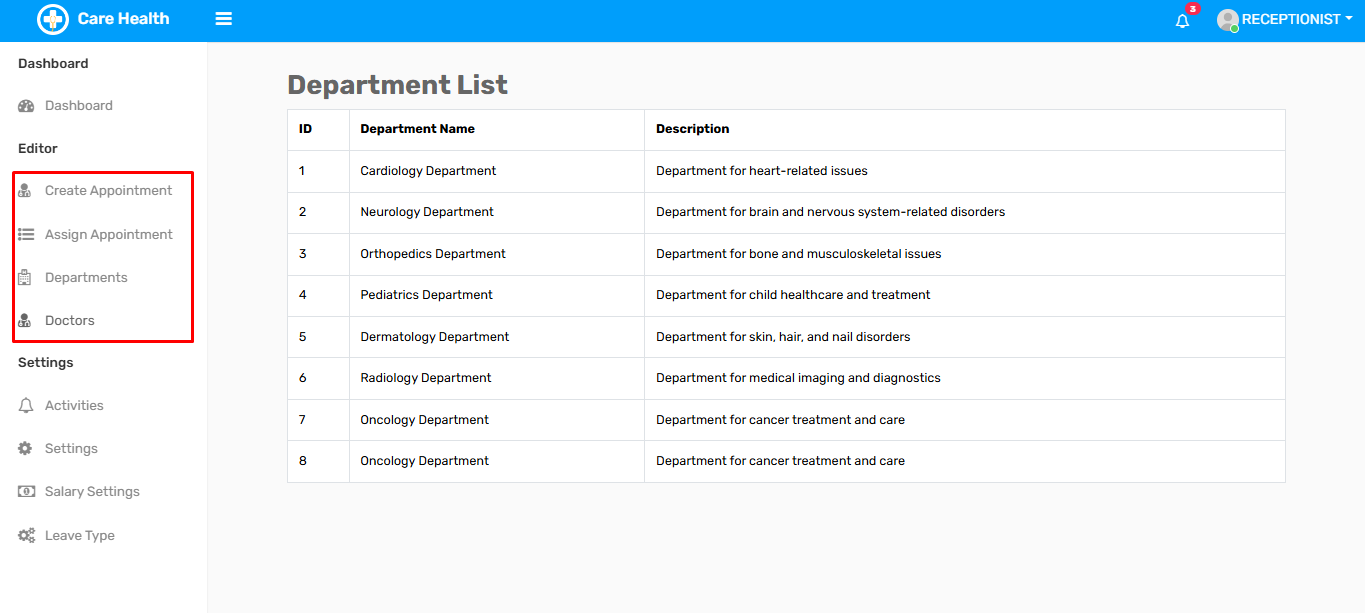 Care Health
3
RECEPTIONIST
Dashboard
Dashboard
Editor
Create Appointment
Assign Appointment
Departments
Doctors
Settings
Activities
Settings
Salary Settings
Leave Type
Department List
ID Department Name Description
1 Cardiology Department Department for heart-related issues
2 Neurology Department Department for brain and nervous system-related disorders
3 Orthopedics Department Department for bone and musculoskeletal issues
4 Pediatrics Department Department for child healthcare and treatment
5 Dermatology Department Department for skin, hair, and nail disorders
6 Radiology Department Department for medical imaging and diagnostics
7 Oncology Department Department for cancer treatment and care
8 Oncology Department Department for cancer treatment and care